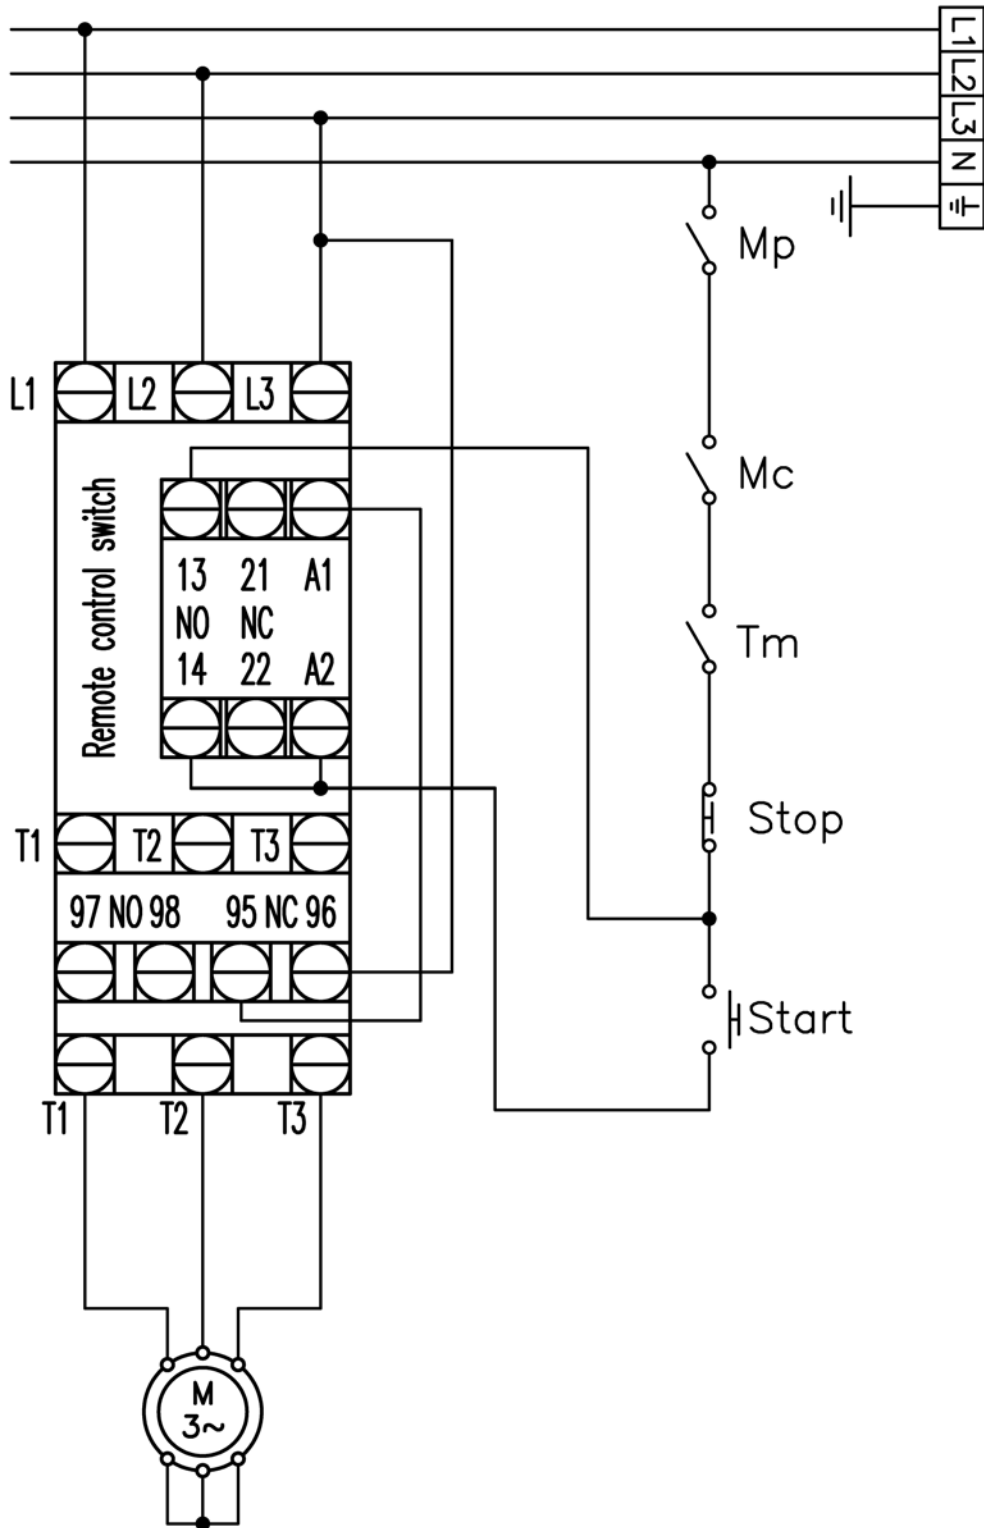 L1
L2
L3
N
Mp
L1 L2 L3
Mc
Remote control switch
13 21 A1
NO NC
14 22 A2
Tm
Stop
T1 T2 T3
97 NO 98 95 NC 96
Start
T1 T2 T3
M
3~